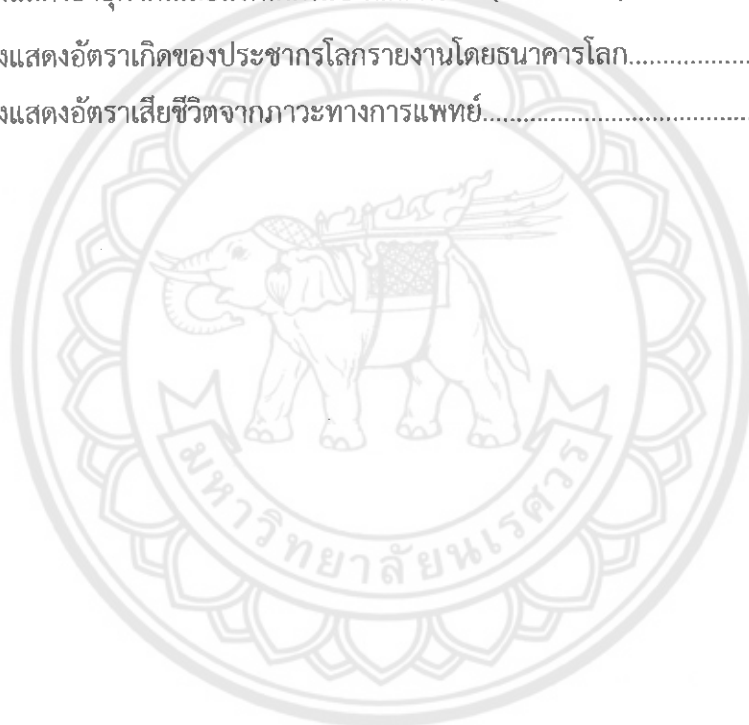 งแสดงอัตราเกิดของประชากรโลกรายงานโดยธนาคารโลก..................
งแสดงอัตราเสียชีวิตจากภาวะทางการแพทย์..........................................
มหาวิทยาลัยนเรศวร